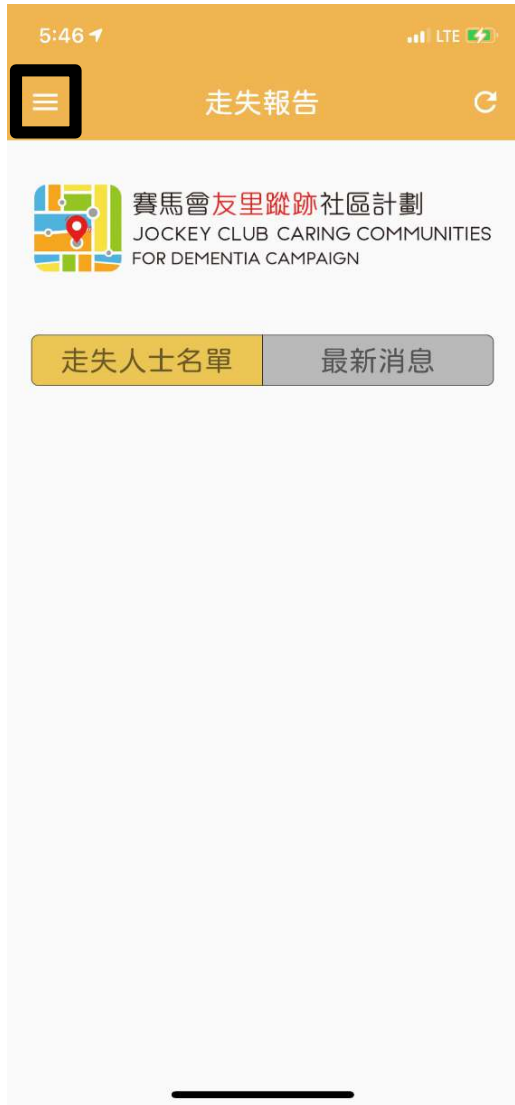 5:46
LTE
走失報告
賽馬會友里蹤跡社區計劃
JOCKEY CLUB CARING COMMUNITIES
FOR DEMENTIA CAMPAIGN
走失人士名單
最新消息